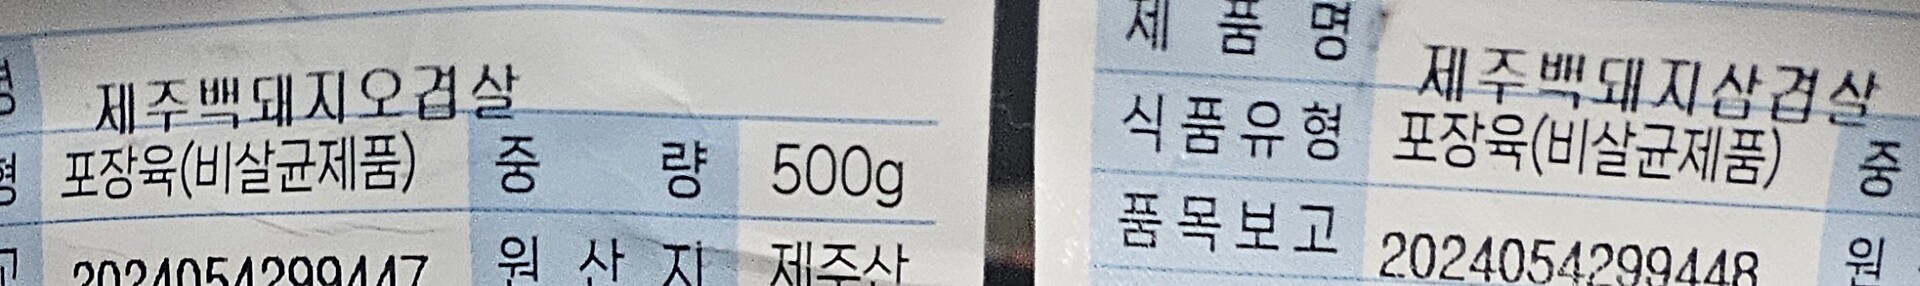 제주백돼지오겹살
포장육(비살균제품) 중 량 500g
2024054299447 원 산 지 제주산
제 품 명 제주백돼지삼겹살
식품유형 포장육(비살균제품) 중
품목보고 2024054299448 원